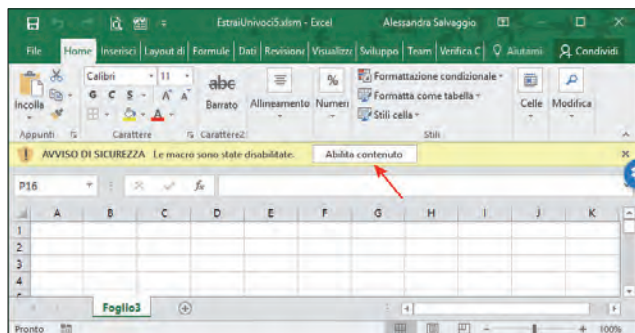 EstraiUnivoci5.xlsm - Excel Alessandra Salvaggio
File Home Inserisci Layout di Formule Dati Revisione Visualizza Sviluppo Team Verifica C Aiutami Condividi
Incolla
Calibri 11
G C S A A
A
abc
Barrato
Allineamento
%
Numeri
Formattazione condizionale
Formatta come tabella
Stili cella
Celle
Modifica
Appunti Carattere Carattere2 Stili
AVVISO DI SICUREZZA Le macro sono state disabilitate. Abilita contenuto
P16 fx
A B C D E F G H I J K
1
2
3
4
Foglio3
Pronto 100%